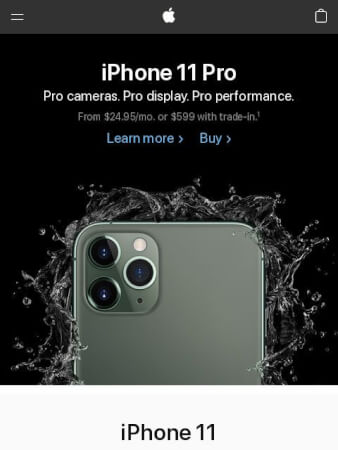 iPhone 11 Pro
Pro cameras. Pro display. Pro performance.
From $24.95/mo. or $599 with trade-in.¹
Learn more > Buy >
iPhone 11